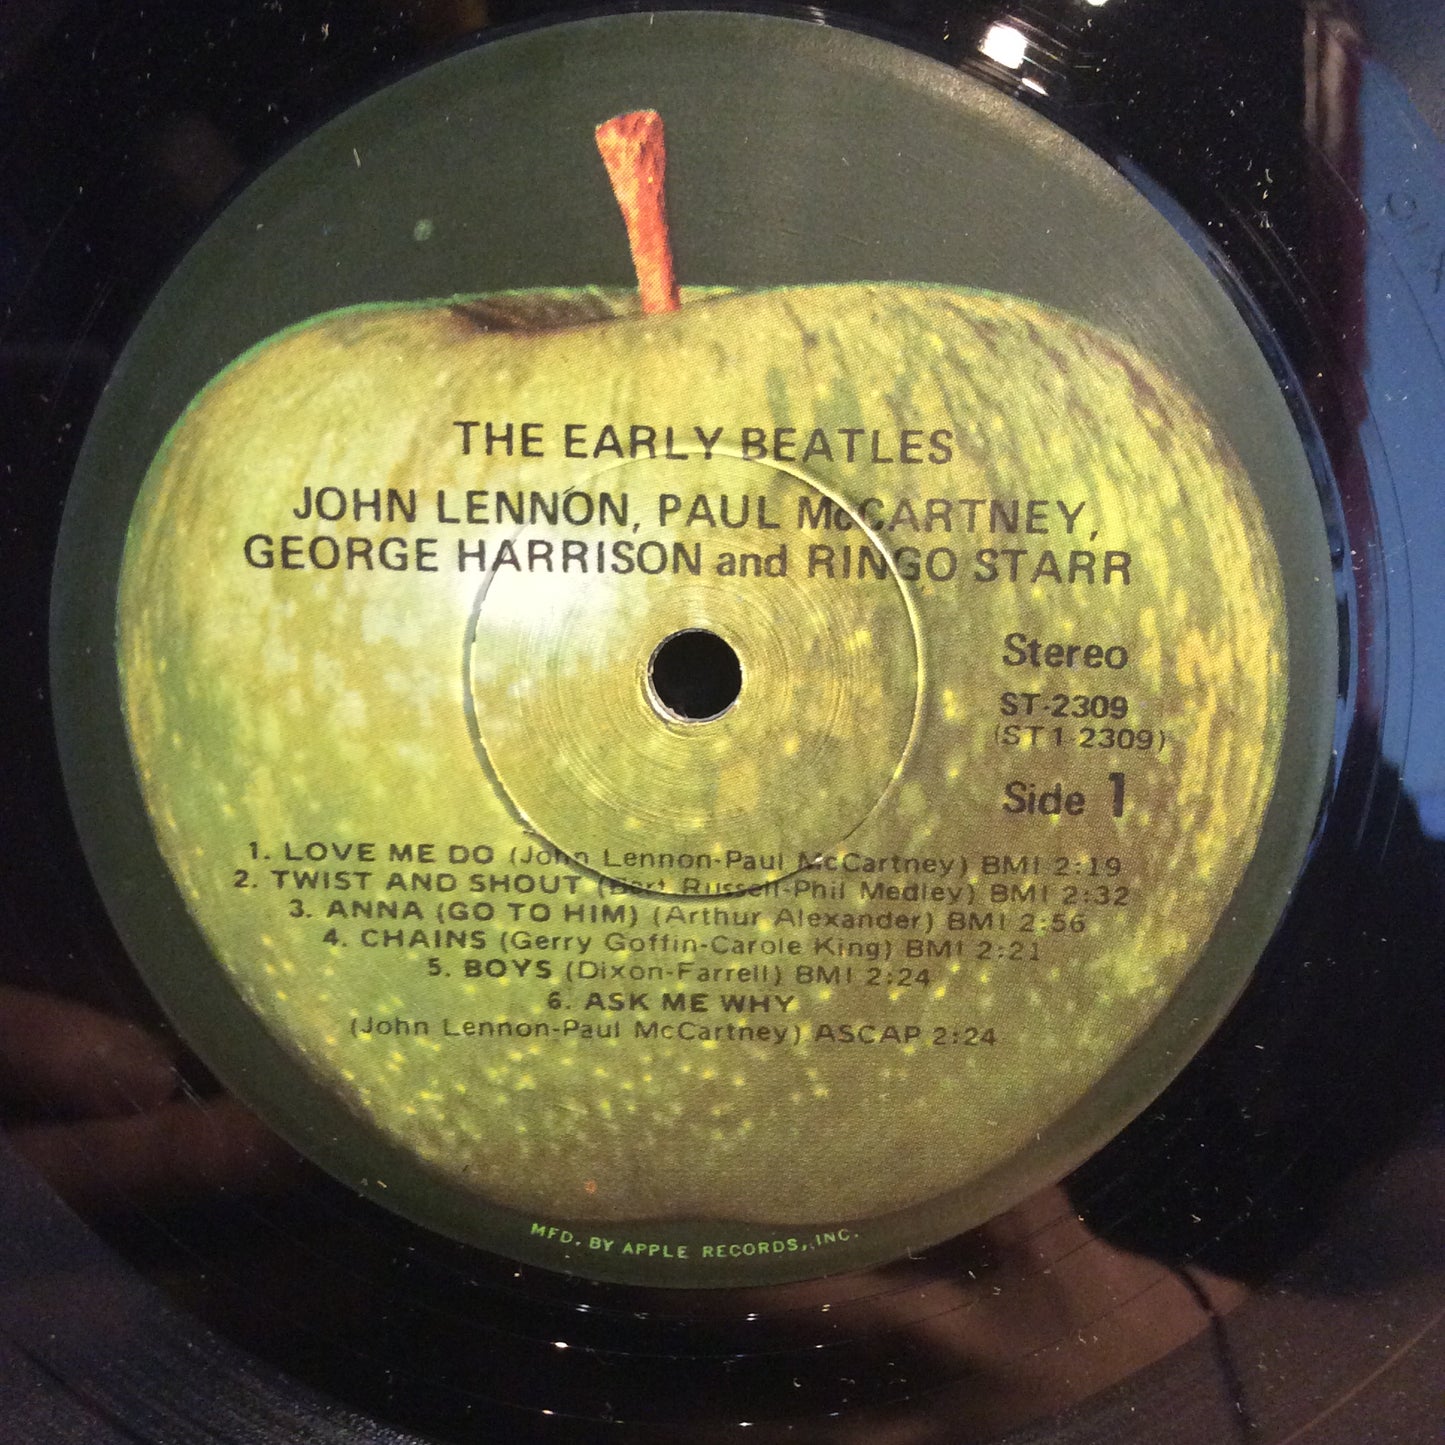 THE EARLY BEATLES
JOHN LENNON, PAUL McCARTNEY,
GEORGE HARRISON and RINGO STARR
Stereo
ST-2309
(ST 1-2309)
Side 1
1. LOVE ME DO (John Lennon-Paul McCartney) BMI 2:19
2. TWIST AND SHOUT (Bert Russell-Phil Medley) BMI 2:32
3. ANNA (GO TO HIM) (Arthur Alexander) BMI 2:56
4. CHAINS (Gerry Goffin-Carole King) BMI 2:21
5. BOYS (Dixon-Farrell) BMI 2:24
6. ASK ME WHY
(John Lennon-Paul McCartney) ASCAP 2:24
MFD. BY APPLE RECORDS, INC.